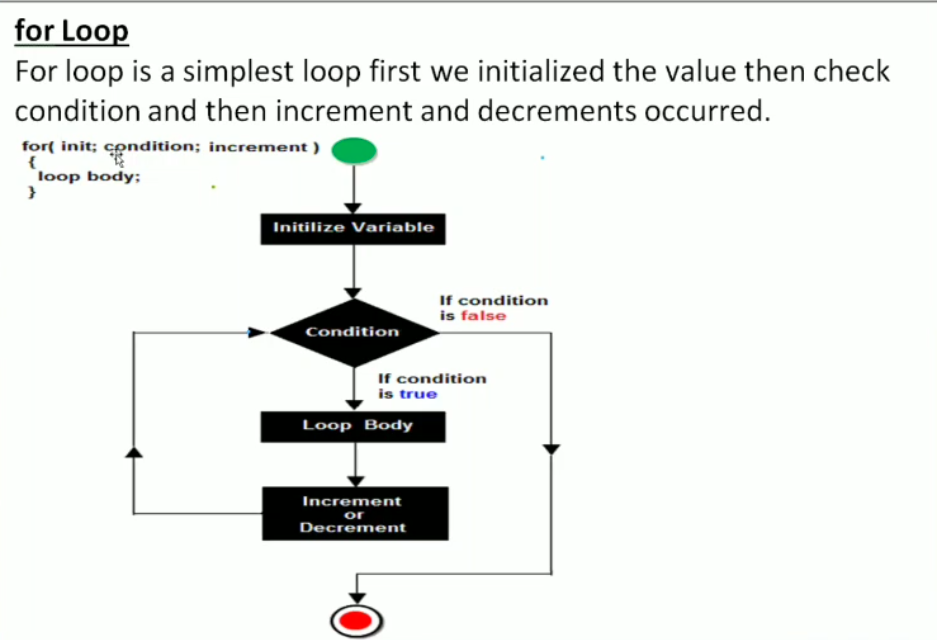 for Loop
For loop is a simplest loop first we initialized the value then check
condition and then increment and decrements occurred.
for( init; condition; increment )
{
loop body;
}
Initilize Variable
If condition
is false
Condition
If condition
is true
Loop Body
Increment
or
Decrement